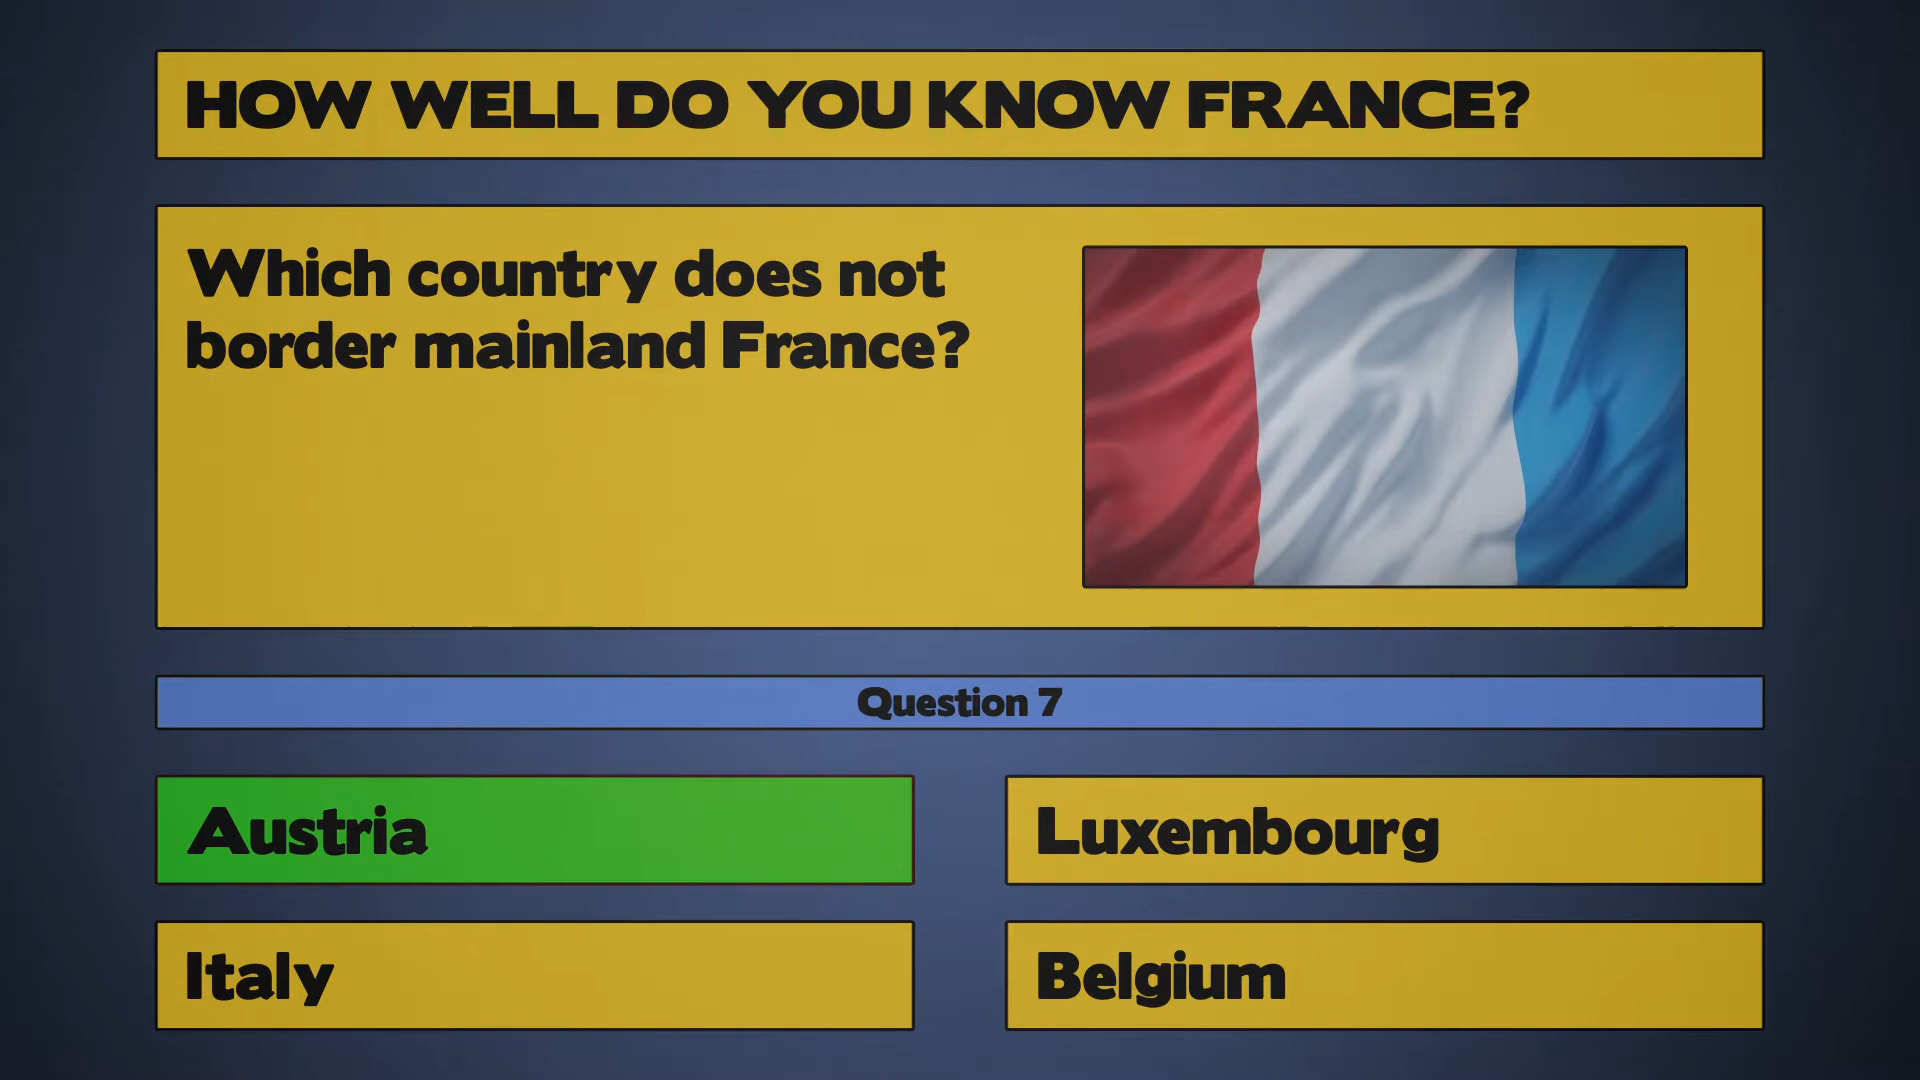 HOW WELL DO YOU KNOW FRANCE?
Which country does not
border mainland France?
Question 7
Austria
Luxembourg
Italy
Belgium